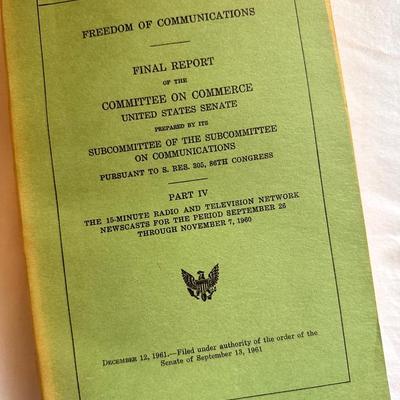 FREEDOM OF COMMUNICATIONS
FINAL REPORT
OF THE
COMMITTEE ON COMMERCE
UNITED STATES SENATE
PREPARED BY ITS
SUBCOMMITTEE OF THE SUBCOMMITTEE
ON COMMUNICATIONS
PURSUANT TO S. RES. 305, 86TH CONGRESS
PART IV
THE 15-MINUTE RADIO AND TELEVISION NETWORK
NEWSCASTS FOR THE PERIOD SEPTEMBER 26
THROUGH NOVEMBER 7, 1960
DECEMBER 12, 1961.—Filed under authority of the order of the
Senate of September 13, 1961